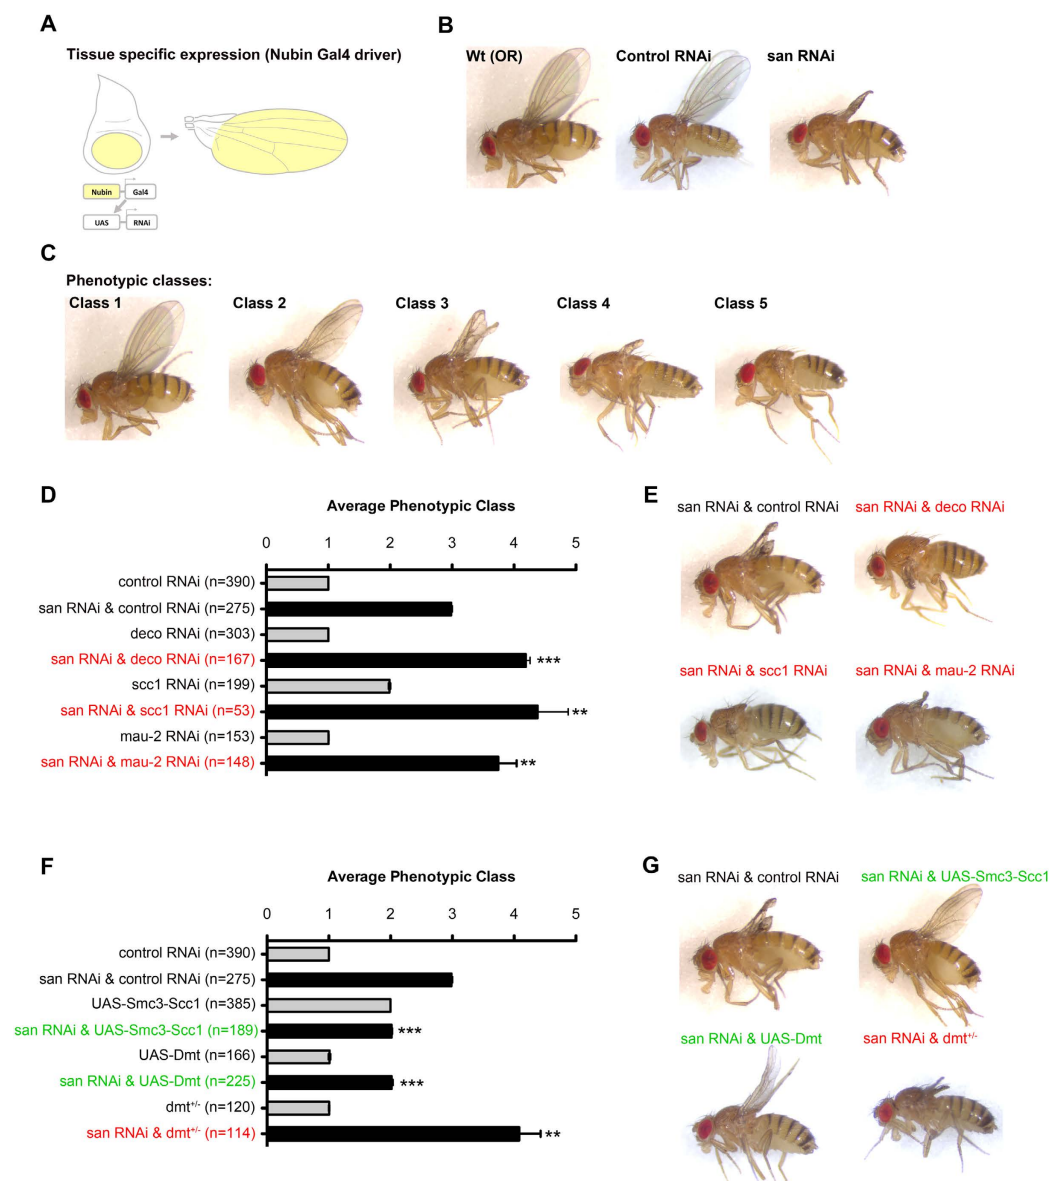 A
Tissue specific expression (Nubin Gal4 driver)
Nubin
Gal4
UAS
RNAi
B
Wt (OR)
Control RNAi
san RNAi
C
Phenotypic classes:
Class 1
Class 2
Class 3
Class 4
Class 5
D
Average Phenotypic Class
0 1 2 3 4 5
control RNAi (n=390)
san RNAi & control RNAi (n=275)
deco RNAi (n=303)
san RNAi & deco RNAi (n=167) ***
scc1 RNAi (n=199)
san RNAi & scc1 RNAi (n=53) **
mau-2 RNAi (n=153)
san RNAi & mau-2 RNAi (n=148) **
E
san RNAi & control RNAi
san RNAi & deco RNAi
san RNAi & scc1 RNAi
san RNAi & mau-2 RNAi
F
Average Phenotypic Class
0 1 2 3 4 5
control RNAi (n=390)
san RNAi & control RNAi (n=275)
UAS-Smc3-Scc1 (n=385)
san RNAi & UAS-Smc3-Scc1 (n=189) ***
UAS-Dmt (n=166)
san RNAi & UAS-Dmt (n=225) ***
dmt+/- (n=120)
san RNAi & dmt+/- (n=114) **
G
san RNAi & control RNAi
san RNAi & UAS-Smc3-Scc1
san RNAi & UAS-Dmt
san RNAi & dmt+/-